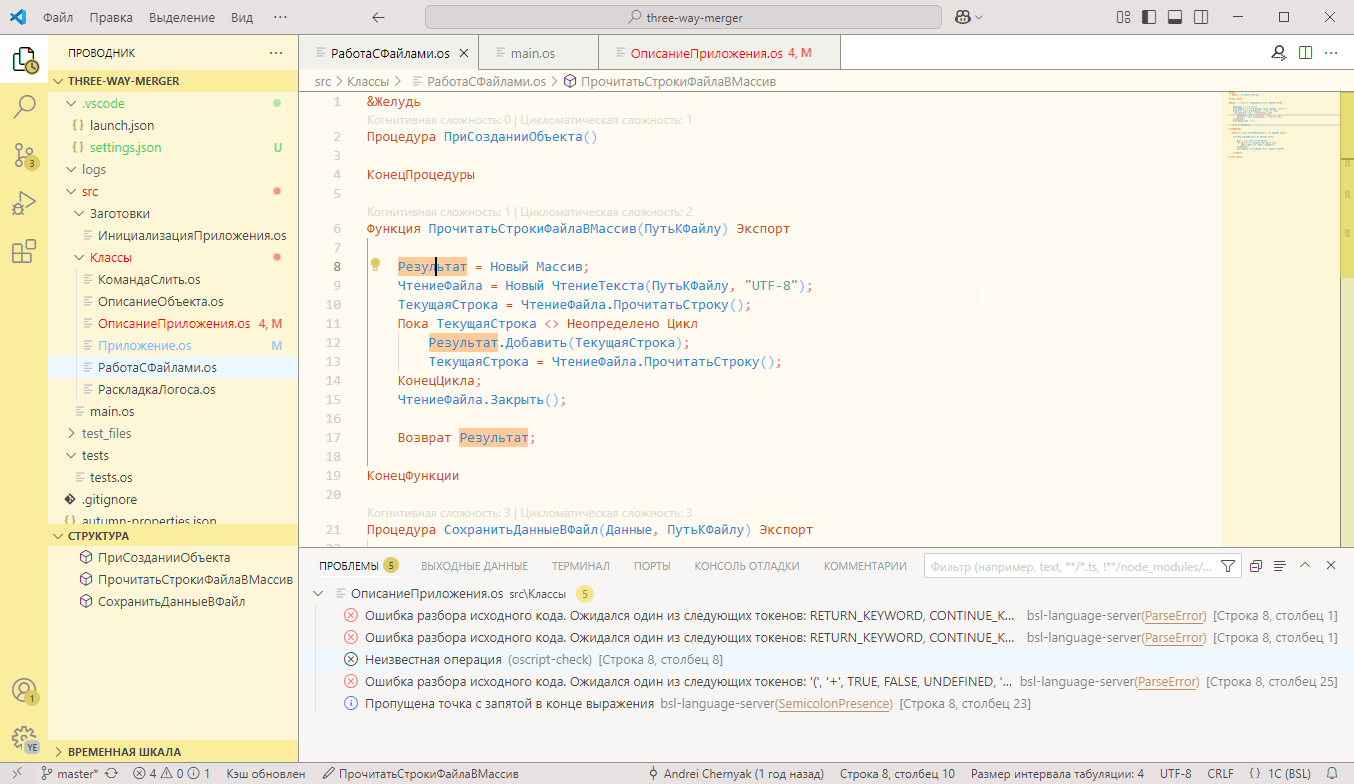 Файл Правка Выделение Вид ··· three-way-merger
ПРОВОДНИК ···
THREE-WAY-MERGER
.vscode
{} launch.json
{} settings.json U
logs
src
Заготовки
ИнициализацияПриложения.os
Классы
КомандаСлить.os
ОписаниеОбъекта.os
ОписаниеПриложения.os 4, M
Приложение.os M
РаботаСФайлами.os
РаскладкаЛогоса.os
main.os
test_files
tests
tests.os
.gitignore
{} autumn-properties.json
СТРУКТУРА
ПриСозданииОбъекта
ПрочитатьСтрокиФайлаВМассив
СохранитьДанныеВФайл
ВРЕМЕННАЯ ШКАЛА
3
1
YE
РаботаСФайлами.os main.os ОписаниеПриложения.os 4, M ···
src > Классы > РаботаСФайлами.os > ПрочитатьСтрокиФайлаВМассив
1 &Желудь
Когнитивная сложность: 0 | Цикломатическая сложность: 1
2 Процедура ПриСозданииОбъекта()
3
4 КонецПроцедуры
5
Когнитивная сложность: 1 | Цикломатическая сложность: 2
6 Функция ПрочитатьСтрокиФайлаВМассив(ПутьКФайлу) Экспорт
7
8 Результат = Новый Массив;
9 ЧтениеФайла = Новый ЧтениеТекста(ПутьКФайлу, "UTF-8");
10 ТекущаяСтрока = ЧтениеФайла.ПрочитатьСтроку();
11 Пока ТекущаяСтрока <> Неопределено Цикл
12 Результат.Добавить(ТекущаяСтрока);
13 ТекущаяСтрока = ЧтениеФайла.ПрочитатьСтроку();
14 КонецЦикла;
15 ЧтениеФайла.Закрыть();
16
17 Возврат Результат;
18
19 КонецФункции
20
Когнитивная сложность: 3 | Цикломатическая сложность: 3
21 Процедура СохранитьДанныеВФайл(Данные, ПутьКФайлу) Экспорт
ПРОБЛЕМЫ 5 ВЫХОДНЫЕ ДАННЫЕ ТЕРМИНАЛ ПОРТЫ КОНСОЛЬ ОТЛАДКИ КОММЕНТАРИИ Фильтр (например, text, **/*.ts, !**/node_modules/...
ОписаниеПриложения.os src\Классы 5
Ошибка разбора исходного кода. Ожидался один из следующих токенов: RETURN_KEYWORD, CONTINUE_K... bsl-language-server(ParseError) [Строка 8, столбец 1]
Ошибка разбора исходного кода. Ожидался один из следующих токенов: RETURN_KEYWORD, CONTINUE_K... bsl-language-server(ParseError) [Строка 8, столбец 1]
Неизвестная операция (oscript-check) [Строка 8, столбец 8]
Ошибка разбора исходного кода. Ожидался один из следующих токенов: '(', '+', TRUE, FALSE, UNDEFINED, '... bsl-language-server(ParseError) [Строка 8, столбец 25]
Пропущена точка с запятой в конце выражения bsl-language-server(SemicolonPresence) [Строка 8, столбец 23]
master* 4 0 1 Кэш обновлен ПрочитатьСтрокиФайлаВМассив Andrei Chernyak (1 год назад) Строка 8, столбец 10 Размер интервала табуляции: 4 UTF-8 CRLF {} 1C (BSL)